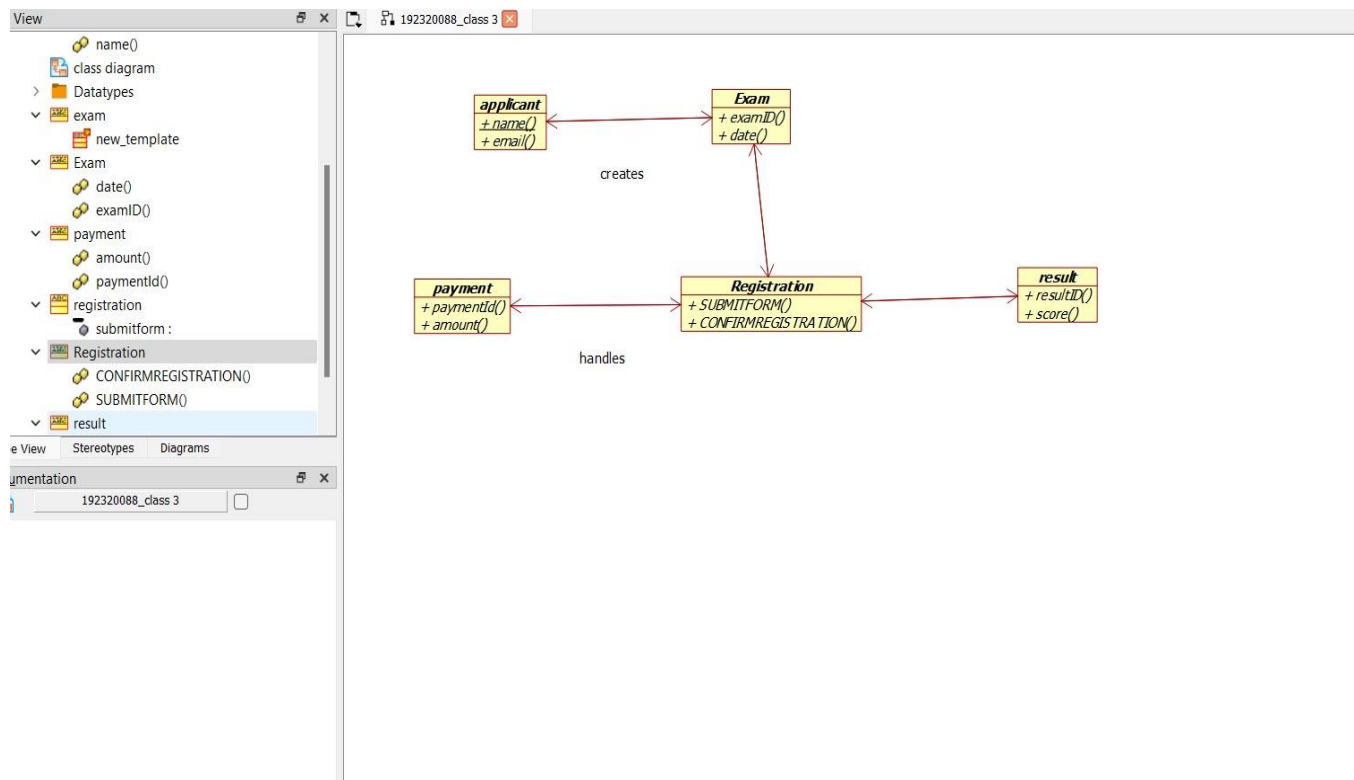 View
name()
class diagram
Datatypes
exam
new_template
Exam
date()
examID()
payment
amount()
paymentId()
registration
submitform :
Registration
CONFIRMREGISTRATION()
SUBMITFORM()
result
e View Stereotypes Diagrams
umentation
192320088_class 3
192320088_class 3
applicant
+ name()
+ email()
Exam
+ examID()
+ date()
creates
payment
+ paymentId()
+ amount()
Registration
+ SUBMITFORM()
+ CONFIRMREGISTRATION()
result
+ resultID()
+ score()
handles